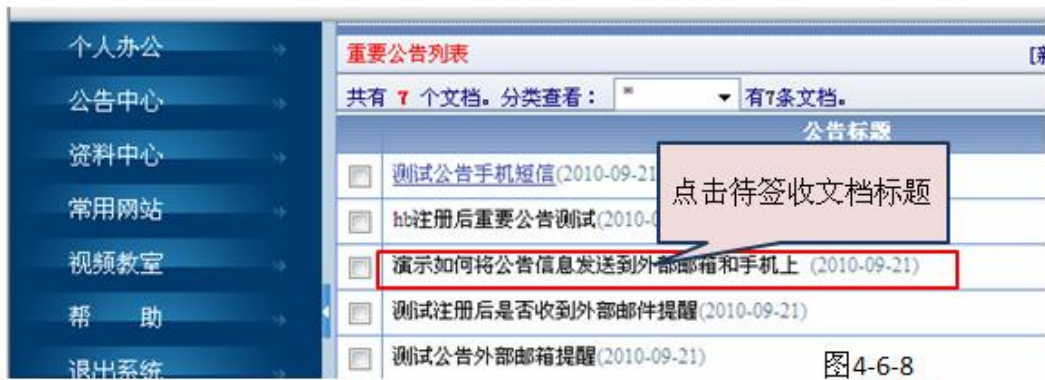 个人办公
公告中心
资料中心
常用网站
视频教室
帮 助
退出系统
重要公告列表
共有 7 个文档。分类查看： * 有7条文档。
公告标题
测试公告手机短信(2010-09-21
hb注册后重要公告测试(2010-0
演示如何将公告信息发送到外部邮箱和手机上 (2010-09-21)
测试注册后是否收到外部邮件提醒(2010-09-21)
测试公告外部邮箱提醒(2010-09-21)
点击待签收文档标题
图4-6-8